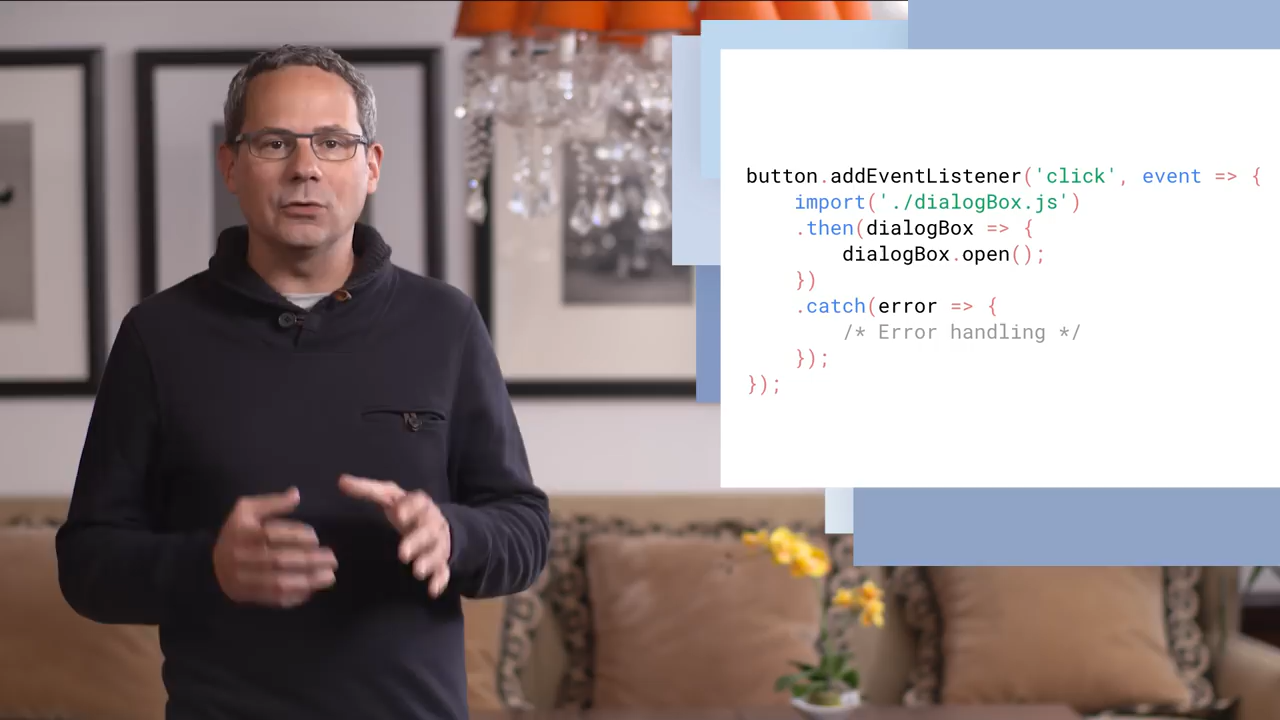 button.addEventListener('click', event => {
    import('./dialogBox.js')
    .then(dialogBox => {
        dialogBox.open();
    })
    .catch(error => {
        /* Error handling */
    });
});